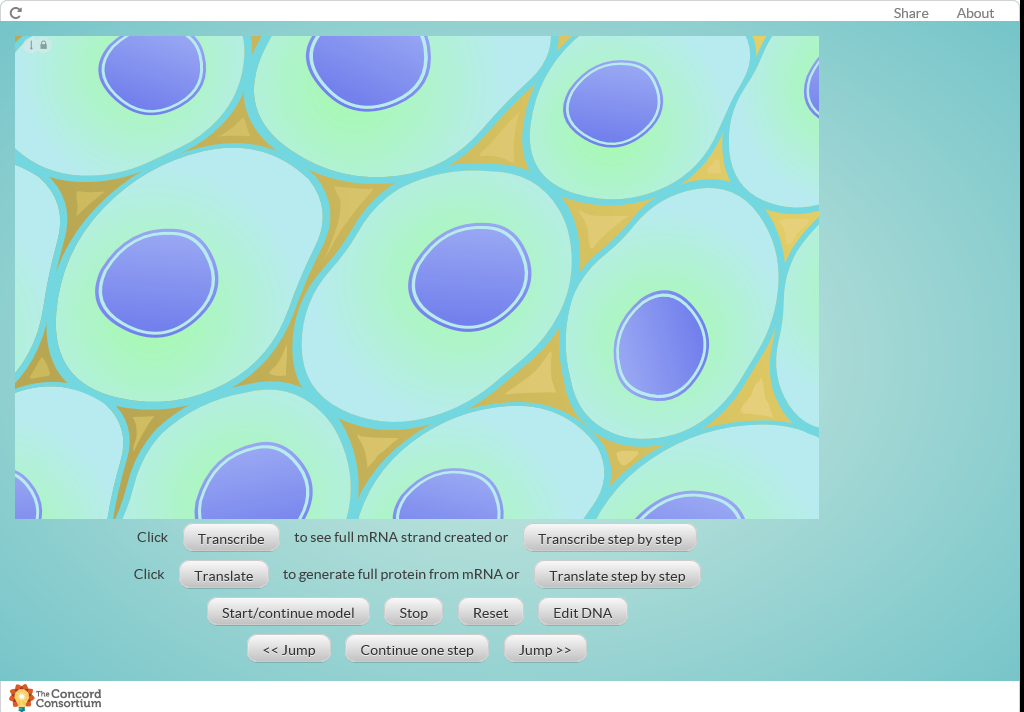 Share About
Click Transcribe to see full mRNA strand created or Transcribe step by step
Click Translate to generate full protein from mRNA or Translate step by step
Start/continue model Stop Reset Edit DNA
<< Jump Continue one step Jump >>
The Concord
Consortium